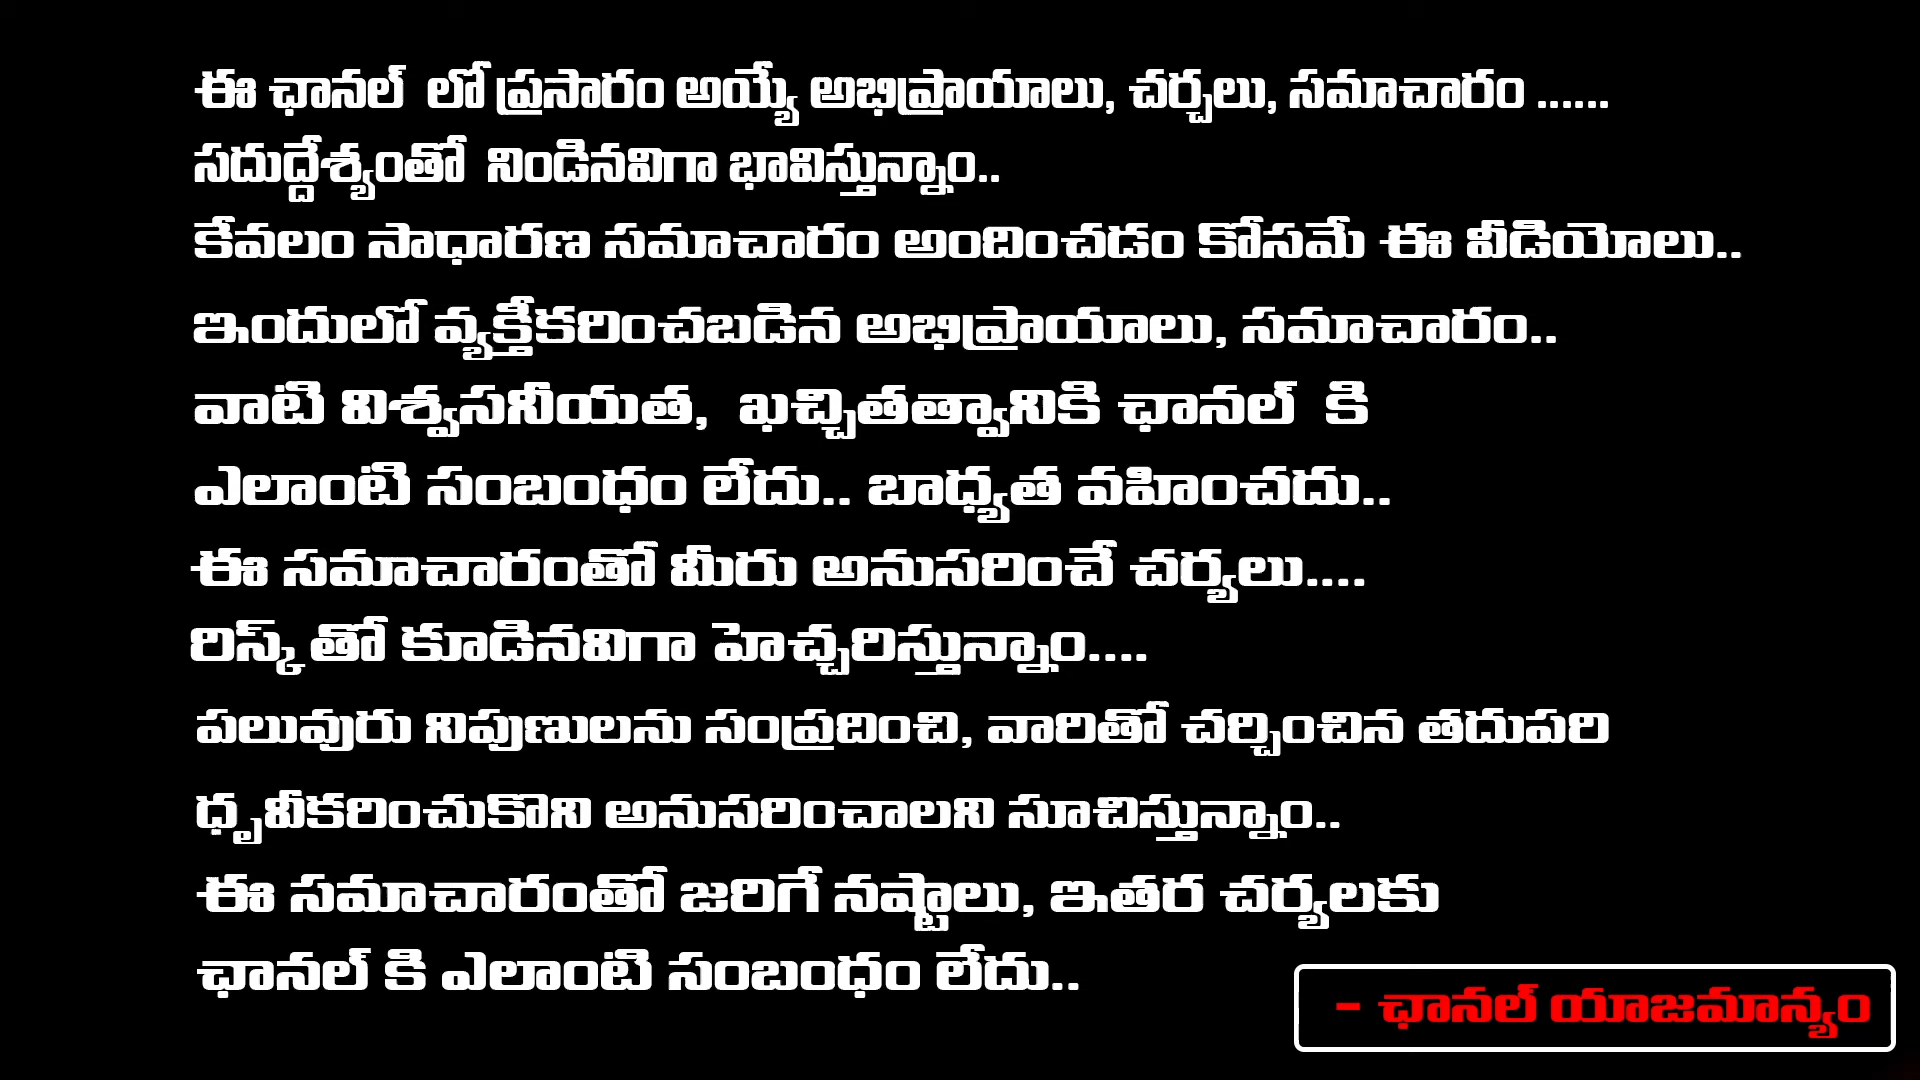 ఈ ఛానల్ లో ప్రసారం అయ్యే అభిప్రాయాలు, చర్చలు, సమాచారం ......
సదుద్దేశ్యంతో నిండినవిగా భావిస్తున్నాం..
కేవలం సాధారణ సమాచారం అందించడం కోసమే ఈ వీడియోలు..
ఇందులో వ్యక్తీకరించబడిన అభిప్రాయాలు, సమాచారం..
వాటి విశ్వసనీయత, ఖచ్చితత్వానికి ఛానల్ కి
ఎలాంటి సంబంధం లేదు.. బాధ్యత వహించదు..
ఈ సమాచారంతో మీరు అనుసరించే చర్యలు....
రిస్క్ తో కూడినవిగా హెచ్చరిస్తున్నాం....
పలువురు నిపుణులను సంప్రదించి, వారితో చర్చించిన తదుపరి
ధృవీకరించుకొని అనుసరించాలని సూచిస్తున్నాం..
ఈ సమాచారంతో జరిగే నష్టాలు, ఇతర చర్యలకు
ఛానల్ కి ఎలాంటి సంబంధం లేదు..
- ఛానల్ యాజమాన్యం